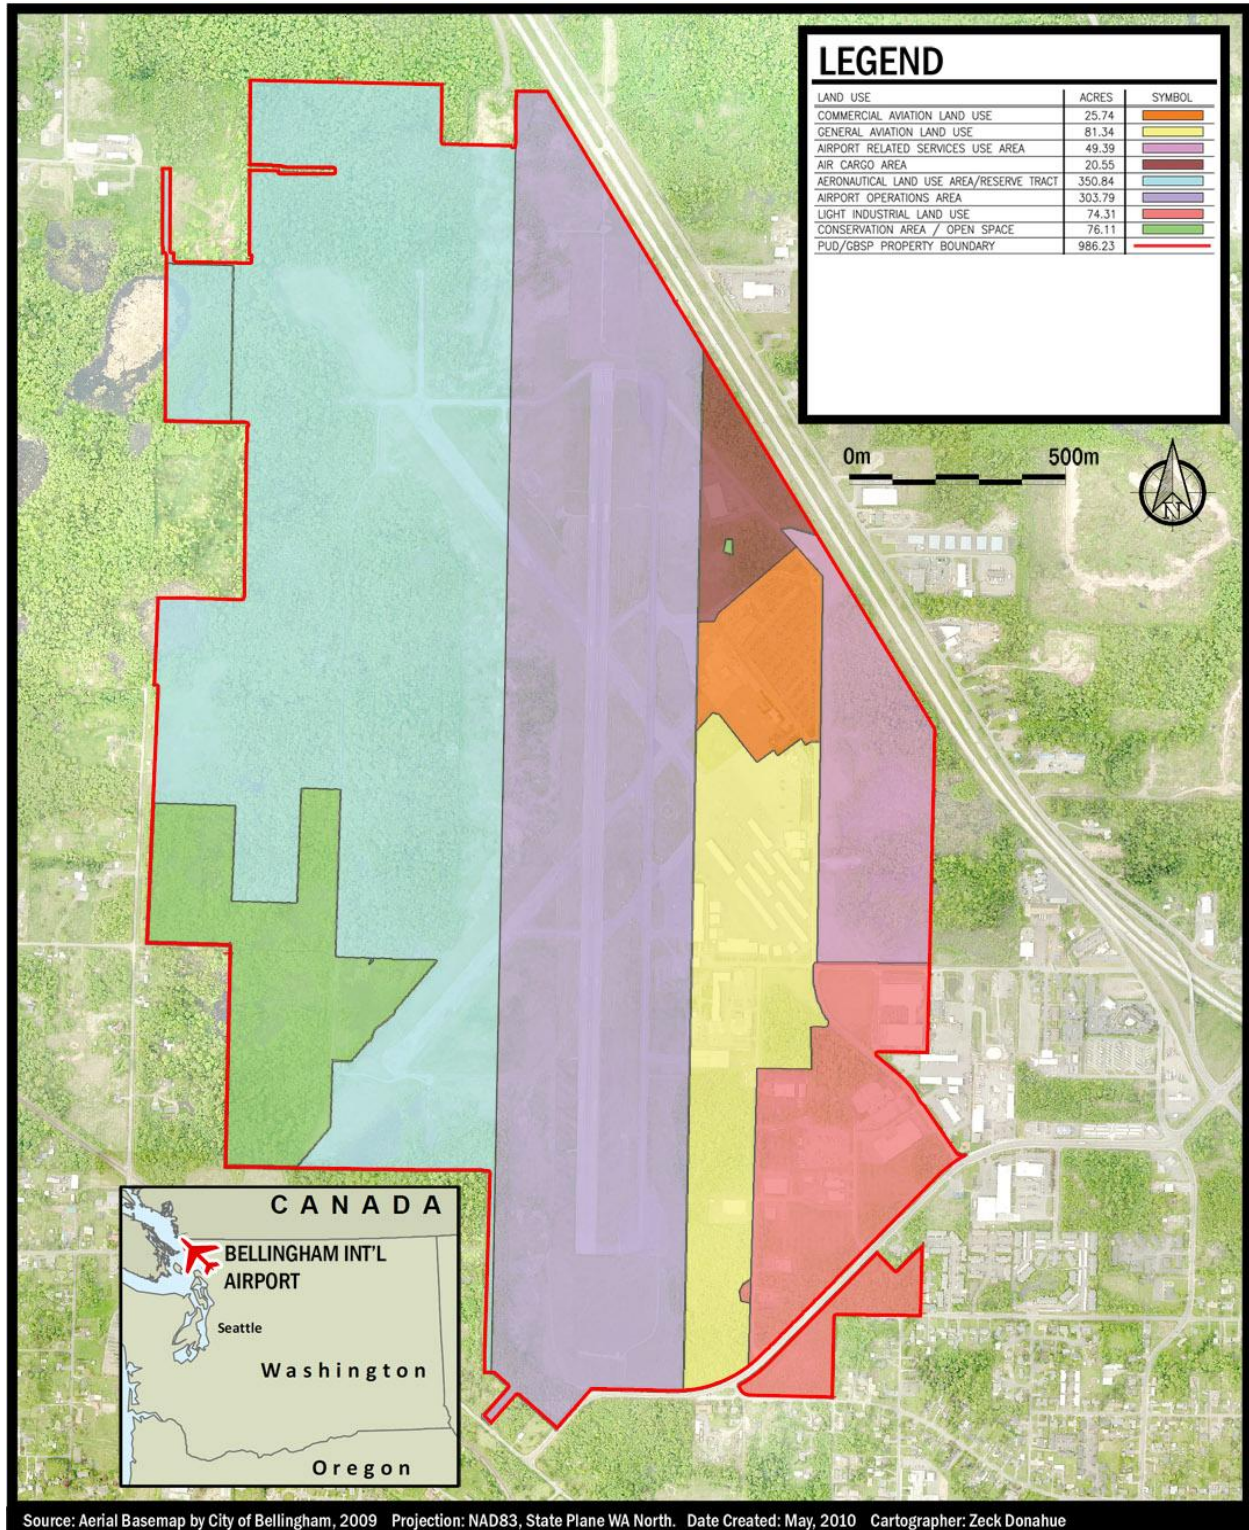 LEGEND
LAND USE ACRES SYMBOL
COMMERCIAL AVIATION LAND USE 25.74
GENERAL AVIATION LAND USE 81.34
AIRPORT RELATED SERVICES USE AREA 49.39
AIR CARGO AREA 20.55
AERONAUTICAL LAND USE AREA/RESERVE TRACT 350.84
AIRPORT OPERATIONS AREA 303.79
LIGHT INDUSTRIAL LAND USE 74.31
CONSERVATION AREA / OPEN SPACE 76.11
PUD/GBSP PROPERTY BOUNDARY 986.23
0m 500m
N
CANADA
BELLINGHAM INT'L
AIRPORT
Seattle
Washington
Oregon
Source: Aerial Basemap by City of Bellingham, 2009 Projection: NAD83, State Plane WA North. Date Created: May, 2010 Cartographer: Zeck Donahue